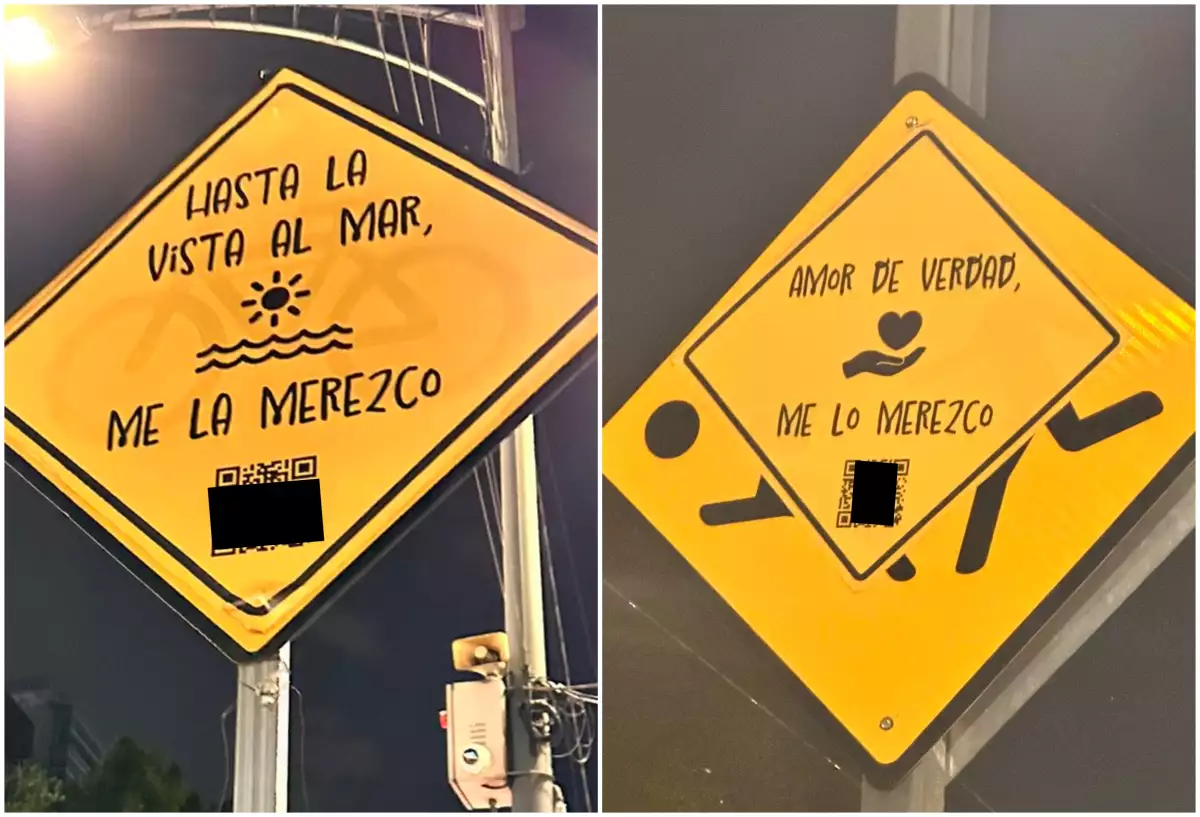 HASTA LA
VISTA AL MAR,
ME LA MEREZCO
AMOR DE VERDAD,
ME LO MEREZCO